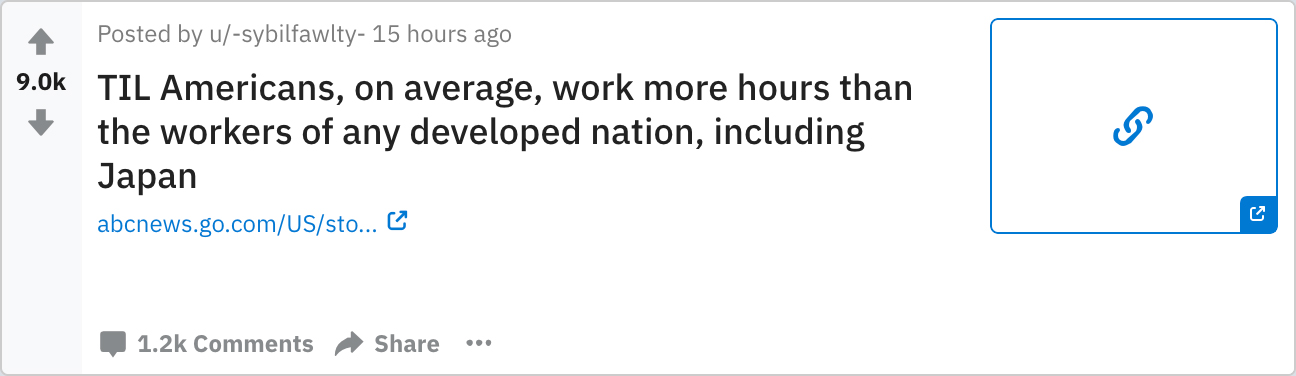 Posted by u/-sybilfawlty- 15 hours ago
9.0k
TIL Americans, on average, work more hours than
the workers of any developed nation, including
Japan
abcnews.go.com/US/sto...
1.2k Comments Share